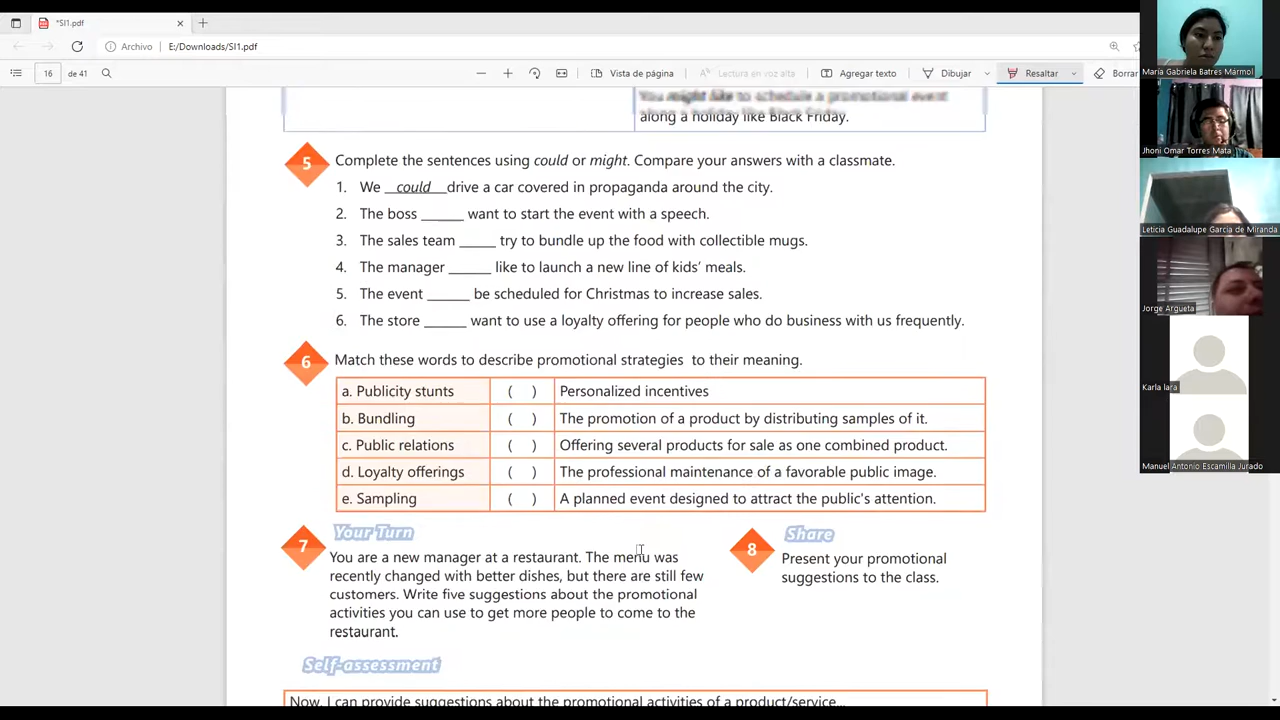 *SI1.pdf
Archivo
E:/Downloads/SI1.pdf
16
de 41
Vista de página
Lectura en voz alta
Agregar texto
Dibujar
Resaltar
Borrar
You might like to schedule a promotional event
along a holiday like Black Friday.
5 Complete the sentences using could or might. Compare your answers with a classmate.
1. We __could__drive a car covered in propaganda around the city.
2. The boss ______ want to start the event with a speech.
3. The sales team _____ try to bundle up the food with collectible mugs.
4. The manager ______ like to launch a new line of kids' meals.
5. The event ______ be scheduled for Christmas to increase sales.
6. The store ______ want to use a loyalty offering for people who do business with us frequently.
6 Match these words to describe promotional strategies to their meaning.
a. Publicity stunts ( ) Personalized incentives
b. Bundling ( ) The promotion of a product by distributing samples of it.
c. Public relations ( ) Offering several products for sale as one combined product.
d. Loyalty offerings ( ) The professional maintenance of a favorable public image.
e. Sampling ( ) A planned event designed to attract the public's attention.
7 Your Turn
You are a new manager at a restaurant. The menu was
recently changed with better dishes, but there are still few
customers. Write five suggestions about the promotional
activities you can use to get more people to come to the
restaurant.
8 Share
Present your promotional
suggestions to the class.
Self-assessment
Now, I can provide suggestions about the promotional activities of a product/service...
María Gabriela Batres Mármol
Jhoni Omar Torres Mata
Leticia Guadalupe Garcia de Miranda
Jorge Argueta
Karla lara
Manuel Antonio Escamilla Jurado